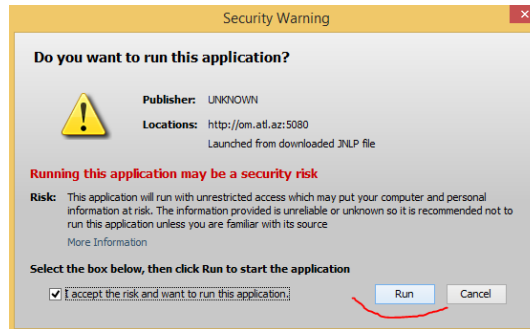 Security Warning
Do you want to run this application?
Publisher: UNKNOWN
Locations: http://om.atl.az:5080
Launched from downloaded JNLP file
Running this application may be a security risk
Risk: This application will run with unrestricted access which may put your computer and personal
information at risk. The information provided is unreliable or unknown so it is recommended not to
run this application unless you are familiar with its source
More Information
Select the box below, then click Run to start the application
I accept the risk and want to run this application.
Run Cancel